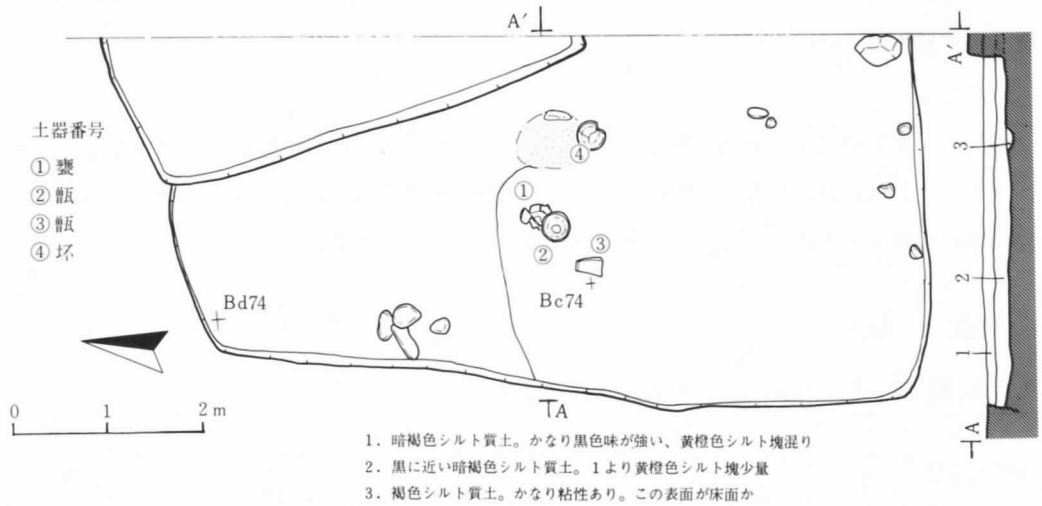 A'
A'
土器番号
① 甕
② 甑
③ 甑
④ 坏
④
①
②
③
3
Bd74
Bc74
2
1
0 1 2 m
A
A
1. 暗褐色シルト質土。かなり黒色味が強い、黄橙色シルト塊混り
2. 黒に近い暗褐色シルト質土。1より黄橙色シルト塊少量
3. 褐色シルト質土。かなり粘性あり。この表面が床面か